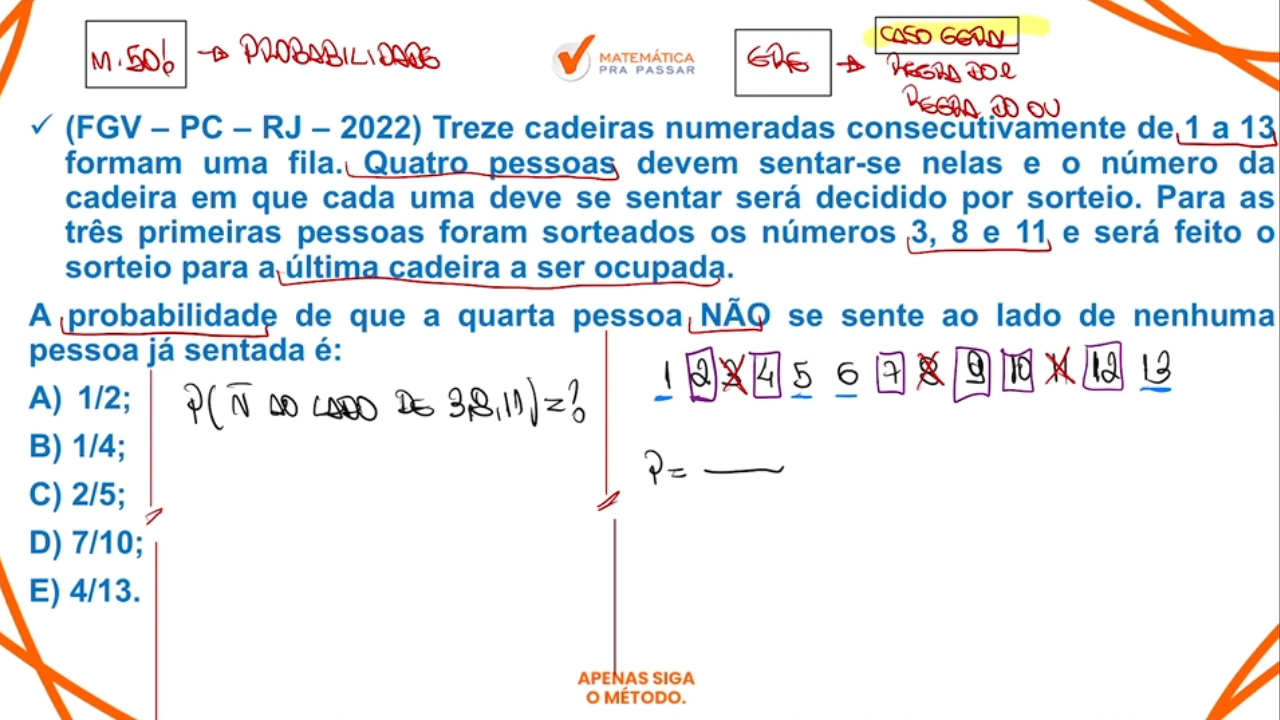 M.50% → PROBABILIDADE
MATEMÁTICA
PRA PASSAR
→ CASO GERAL
REGRA DO E
REGRA DO OU
✓ (FGV – PC – RJ – 2022) Treze cadeiras numeradas consecutivamente de 1 a 13
formam uma fila. Quatro pessoas devem sentar-se nelas e o número da
cadeira em que cada uma deve se sentar será decidido por sorteio. Para as
três primeiras pessoas foram sorteados os números 3, 8 e 11 e será feito o
sorteio para a última cadeira a ser ocupada.
A probabilidade de que a quarta pessoa NÃO se sente ao lado de nenhuma
pessoa já sentada é:
A) 1/2;
B) 1/4;
C) 2/5;
D) 7/10;
E) 4/13.
P(N̄ AO LADO DE 3,8,11)=?
1 2 3 4 5 6 7 8 9 10 11 12 13
P=
APENAS SIGA
O MÉTODO.